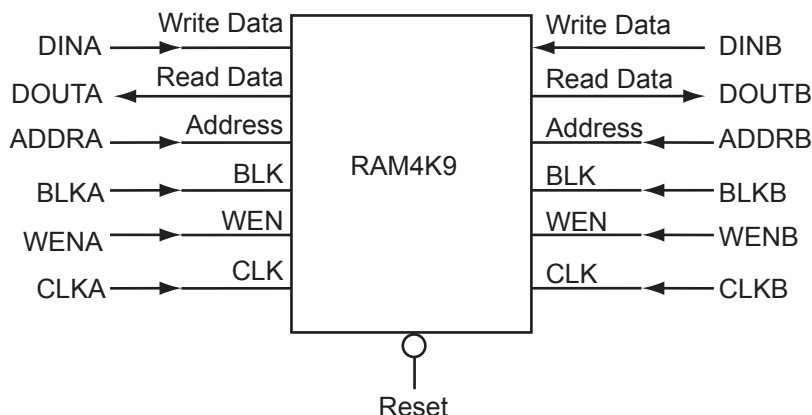 DINA Write Data Write Data DINB
DOUTA Read Data Read Data DOUTB
ADDRA Address Address ADDRB
RAM4K9
BLKA BLK BLK BLKB
WENA WEN WEN WENB
CLKA CLK CLK CLKB
Reset